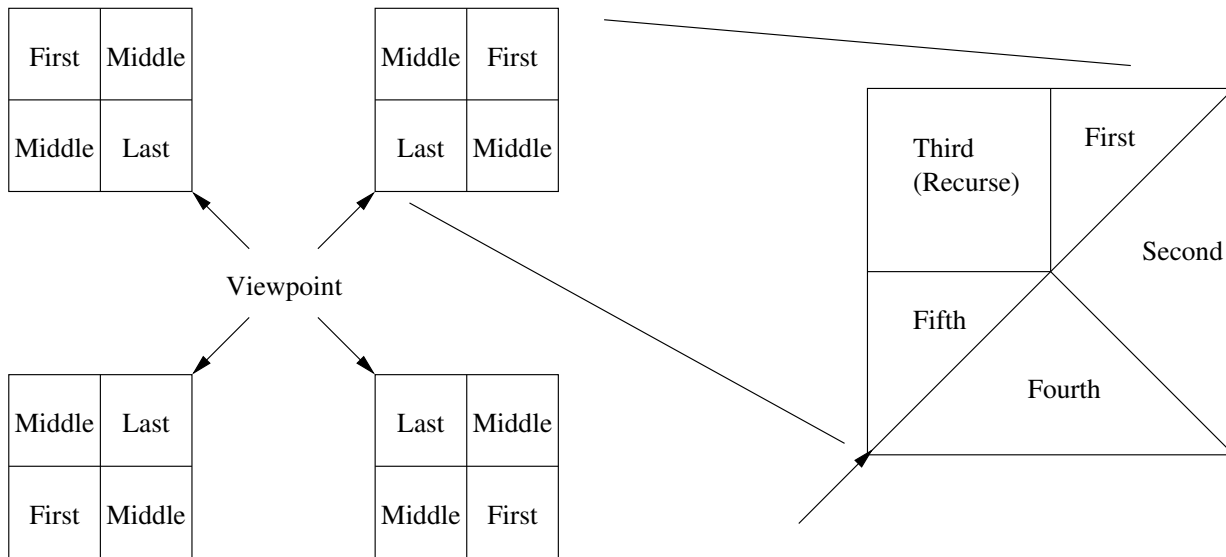 First Middle
Middle Last
Middle First
Last Middle
Viewpoint
Middle Last
First Middle
Last Middle
Middle First
Third
(Recurse)
First
Second
Fifth
Fourth